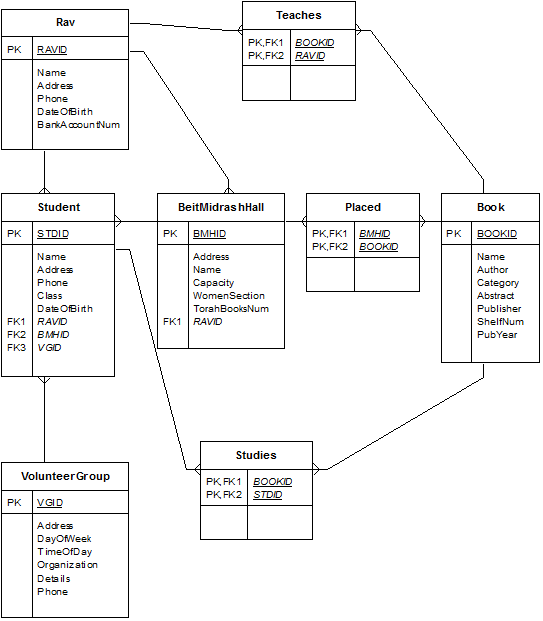 Rav
PK RAVID
Name
Address
Phone
DateOfBirth
BankAccountNum
Teaches
PK,FK1 BOOKID
PK,FK2 RAVID
Student
PK STDID
Name
Address
Phone
Class
DateOfBirth
FK1 RAVID
FK2 BMHID
FK3 VGID
BeitMidrashHall
PK BMHID
Address
Name
Capacity
WomenSection
TorahBooksNum
FK1 RAVID
Placed
PK,FK1 BMHID
PK,FK2 BOOKID
Book
PK BOOKID
Name
Author
Category
Abstract
Publisher
ShelfNum
PubYear
VolunteerGroup
PK VGID
Address
DayOfWeek
TimeOfDay
Organization
Details
Phone
Studies
PK,FK1 BOOKID
PK,FK2 STDID